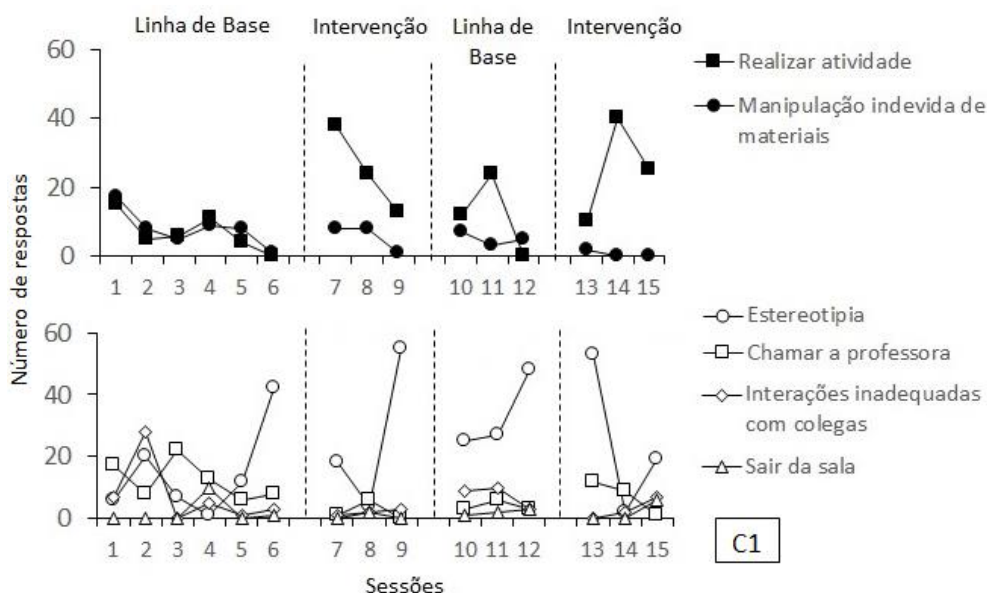 Linha de Base
Intervenção
Linha de
Base
Intervenção
60
40
20
0
1 2 3 4 5 6 7 8 9 10 11 12 13 14 15
Realizar atividade
Manipulação indevida de
materiais
Número de respostas
60
40
20
0
1 2 3 4 5 6 7 8 9 10 11 12 13 14 15
Estereotipia
Chamar a professora
Interações inadequadas
com colegas
Sair da sala
C1
Sessões